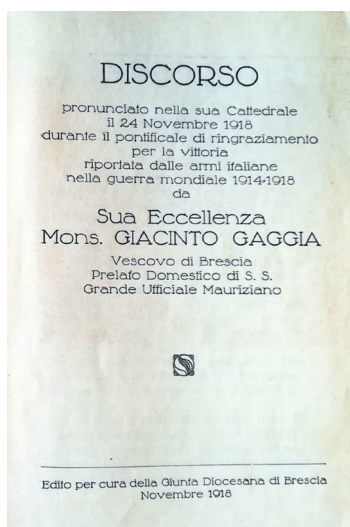 DISCORSO
pronunciato nella sua Cattedrale
il 24 Novembre 1918
durante il pontificale di ringraziamento
per la vittoria
riportata dalle armi italiane
nella guerra mondiale 1914-1918
da
Sua Eccellenza
Mons. GIACINTO GAGGIA
Vescovo di Brescia
Prelato Domestico di S. S.
Grande Ufficiale Mauriziano
Edito per cura della Giunta Diocesana di Brescia
Novembre 1918